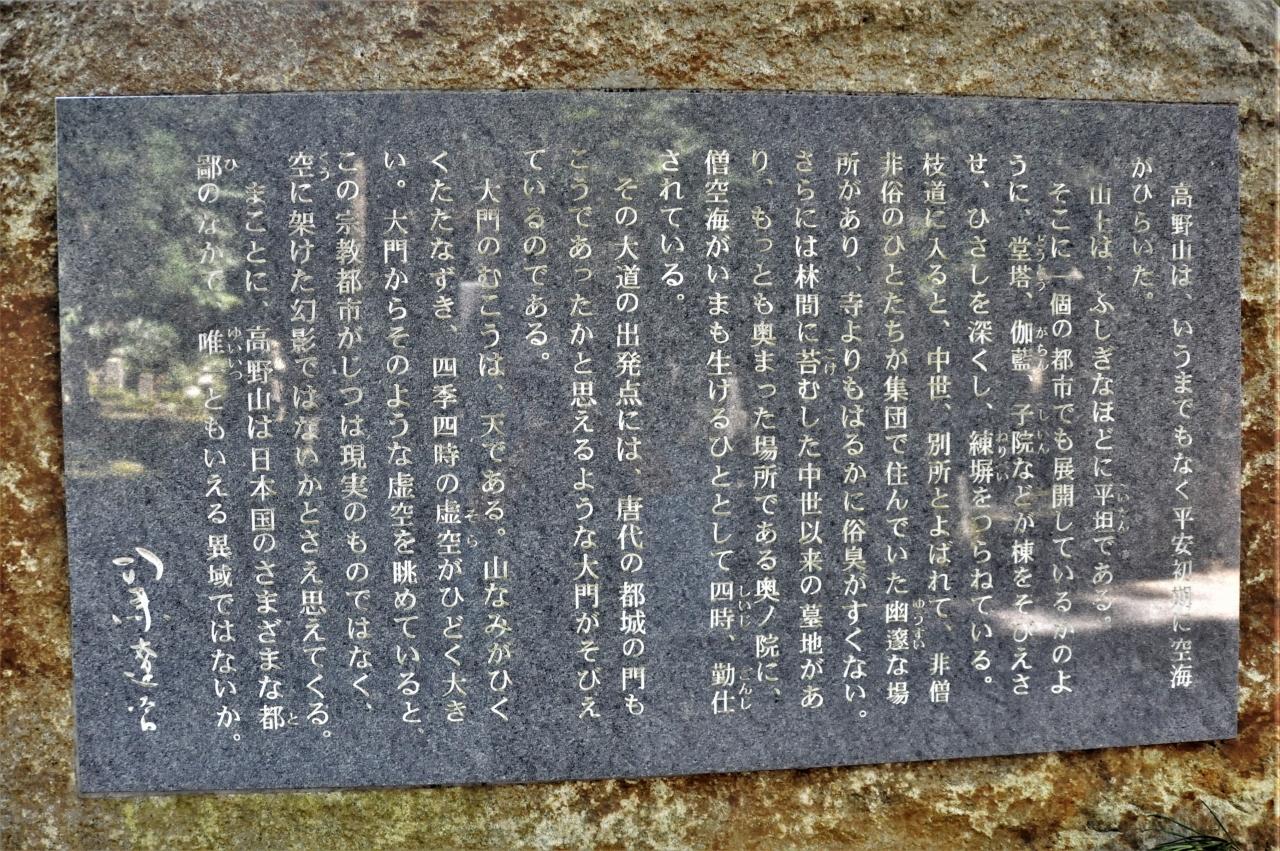 高野山は、いうまでもなく平安初期に空海
がひらいた。
山上は、ふしぎなほどに平坦である。
そこに一個の都市でも展開しているかのよ
うに、堂塔、伽藍、子院などが棟をそびえさ
せ、ひさしを深くし、練塀をつらねている。
枝道に入ると、中世、別所とよばれて、非僧
非俗のひとたちが集団で住んでいた幽邃な場
所があり、寺よりもはるかに俗臭がすくない。
さらには林間に苔むした中世以来の墓地があ
り、もっとも奥まった場所である奥ノ院に、
僧空海がいまも生けるひととして四時、勤仕
されている。
その大道の出発点には、唐代の都城の門も
こうであったかと思えるような大門がそびえ
ているのである。
大門のむこうは、天である。山なみがひく
くたたなずき、四季四時の虚空がひどく大き
い。大門からそのような虚空を眺めていると、
この宗教都市がじつは現実のものではなく、
空に架けた幻影ではないかとさえ思えてくる。
まことに、高野山は日本国のさまざまな都
鄙のなかで 唯一ともいえる異域ではないか。
司馬遼太郎